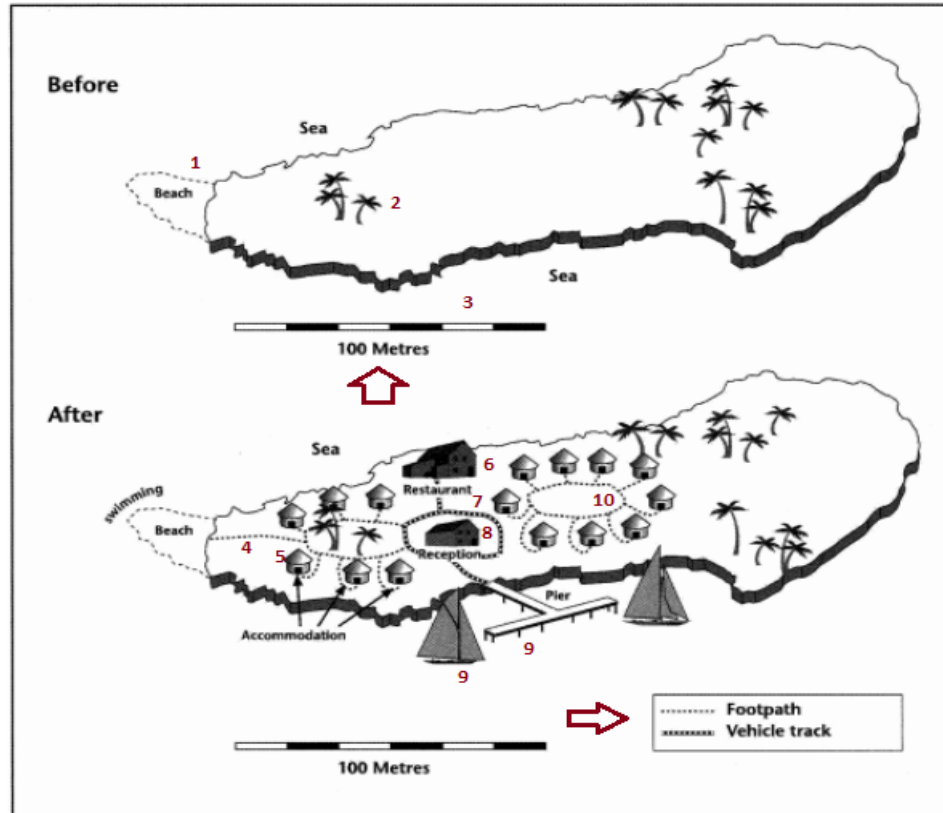 Before
Sea
1
Beach
2
Sea
3
100 Metres
After
Sea
6
Restaurant
swimming
7
10
Beach
4
8
5
Reception
Pier
Accommodation
9
9
Footpath
Vehicle track
100 Metres